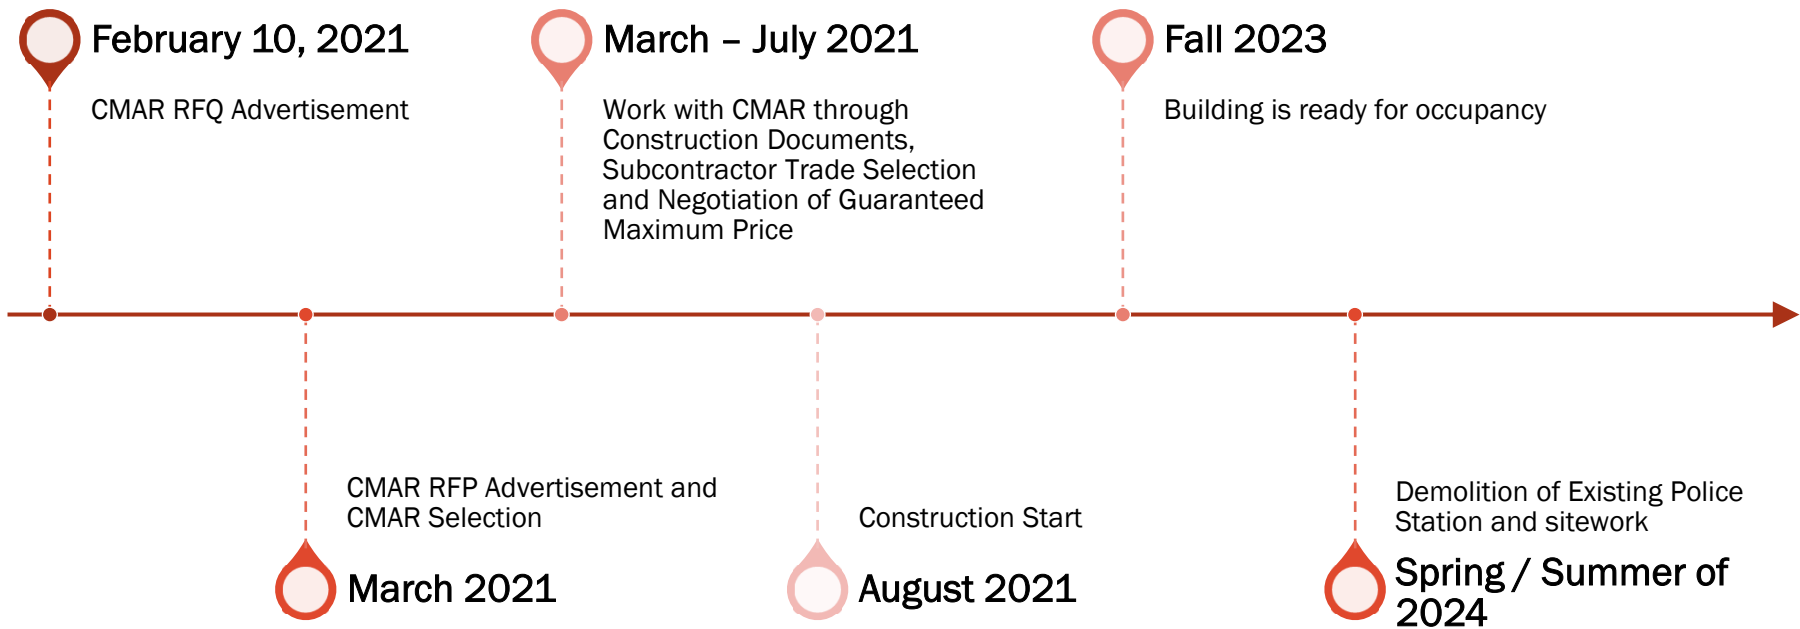 February 10, 2021
CMAR RFQ Advertisement
March – July 2021
Work with CMAR through
Construction Documents,
Subcontractor Trade Selection
and Negotiation of Guaranteed
Maximum Price
Fall 2023
Building is ready for occupancy
CMAR RFP Advertisement and
CMAR Selection
March 2021
Construction Start
August 2021
Demolition of Existing Police
Station and sitework
Spring / Summer of
2024